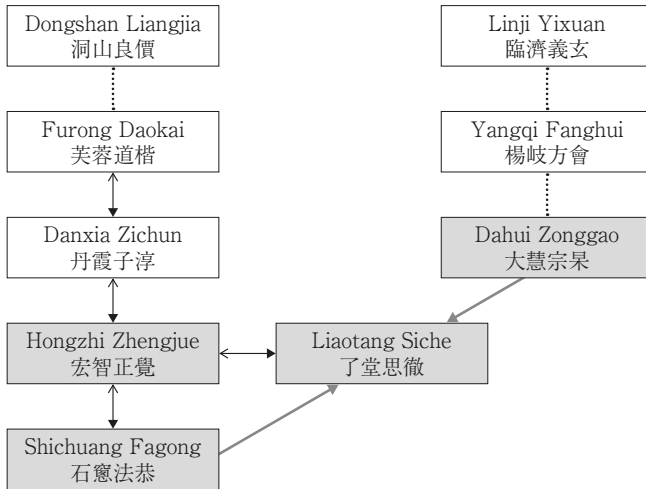 Dongshan Liangjia
洞山良價
Linji Yixuan
臨濟義玄
Furong Daokai
芙蓉道楷
Yangqi Fanghui
楊岐方會
Danxia Zichun
丹霞子淳
Dahui Zonggao
大慧宗杲
Hongzhi Zhengjue
宏智正覺
Liaotang Siche
了堂思徹
Shichuang Fagong
石窻法恭